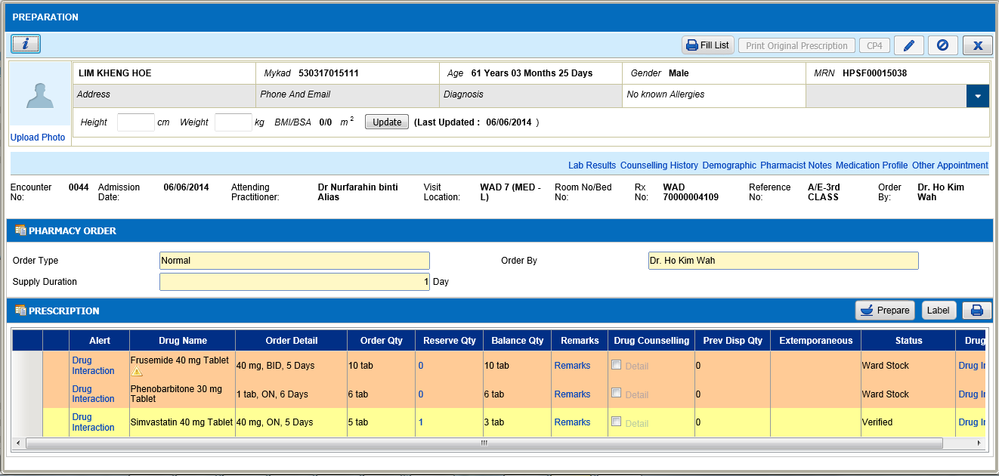 PREPARATION
i Fill List Print Original Prescription CP4 X
LIM KHENG HOE Mykad 530317015111 Age 61 Years 03 Months 25 Days Gender Male MRN HPSF00015038
Address Phone And Email Diagnosis No known Allergies
Height cm Weight kg BMI/BSA 0/0 m 2 Update (Last Updated : 06/06/2014 )
Upload Photo
Lab Results Counselling History Demographic Pharmacist Notes Medication Profile Other Appointment
Encounter 0044 Admission 06/06/2014 Attending Dr Nurfarahin binti Visit WAD 7 (MED - Room No/Bed Rx WAD Reference A/E-3rd Order Dr. Ho Kim
No: Date: Practitioner: Alias Location: L) No: No: 70000004109 No: CLASS By: Wah
PHARMACY ORDER
Order Type Normal Order By Dr. Ho Kim Wah
Supply Duration 1 Day
PRESCRIPTION Prepare Label
Alert Drug Name Order Detail Order Qty Reserve Qty Balance Qty Remarks Drug Counselling Prev Disp Qty Extemporaneous Status Drug
Drug Frusemide 40 mg Tablet
Interaction 40 mg, BID, 5 Days 10 tab 0 10 tab Remarks Detail 0 Ward Stock Drug In
Drug Phenobarbitone 30 mg
Interaction Tablet 1 tab, ON, 6 Days 6 tab 0 6 tab Remarks Detail 0 Ward Stock Drug In
Drug
Interaction Simvastatin 40 mg Tablet 40 mg, ON, 5 Days 5 tab 1 3 tab Remarks Detail 0 Verified Drug In